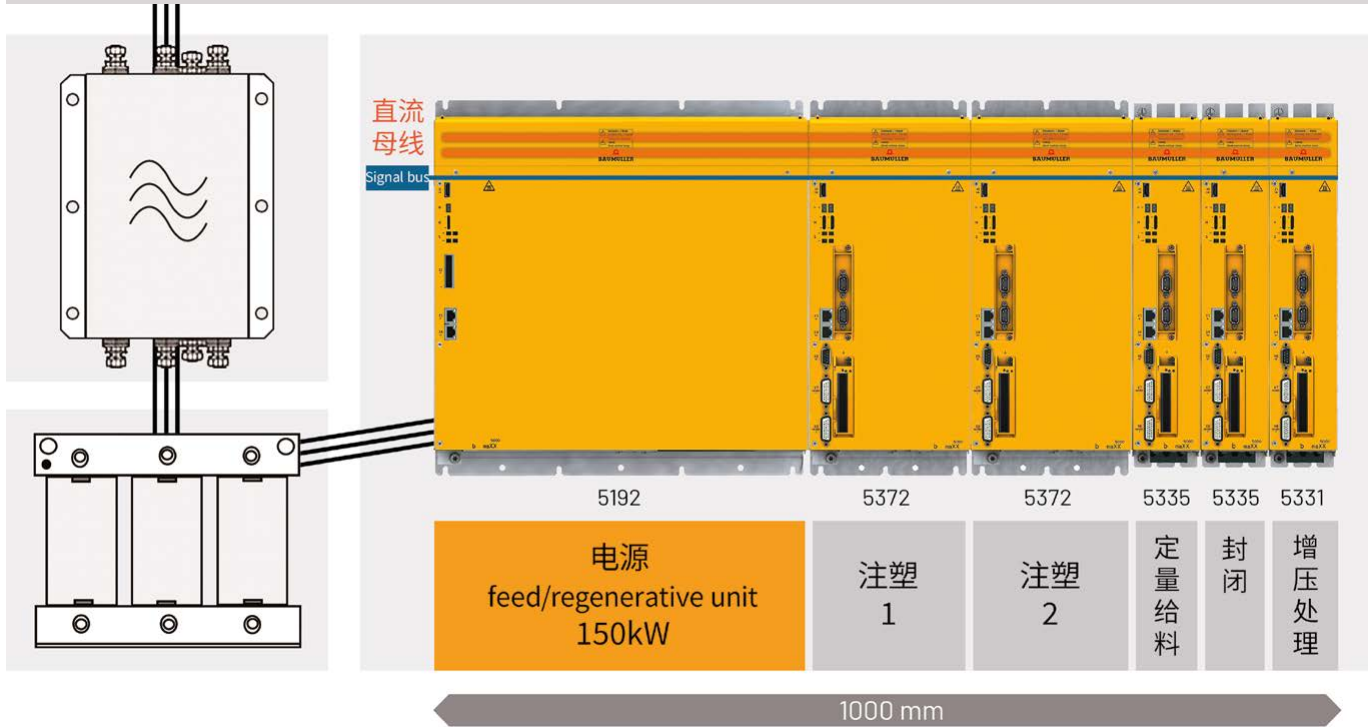 直流
母线
Signal bus
BAUMÜLLER
BAUMÜLLER
BAUMÜLLER
BAUMÜLLER
BAUMÜLLER
BAUMÜLLER
5192
5372
5372
5335
5335
5331
电源
feed/regenerative unit
150kW
注塑
1
注塑
2
定量给料
封闭
增压处理
1000 mm